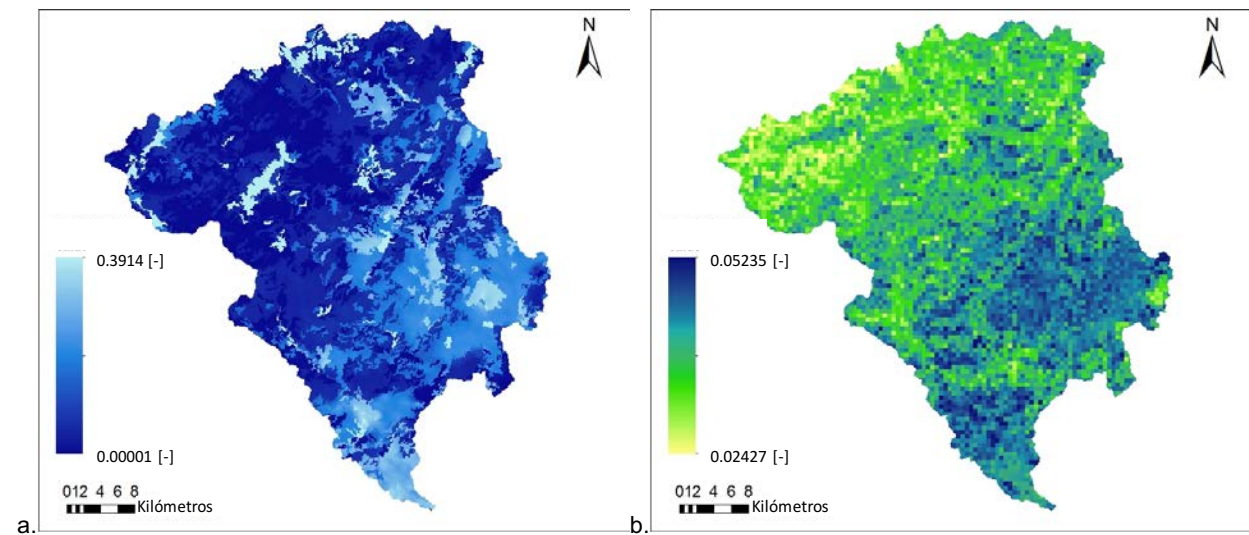 N
0.3914 [-]
0.00001 [-]
012 4 6 8
Kilómetros
a.
N
0.05235 [-]
0.02427 [-]
012 4 6 8
Kilómetros
b.